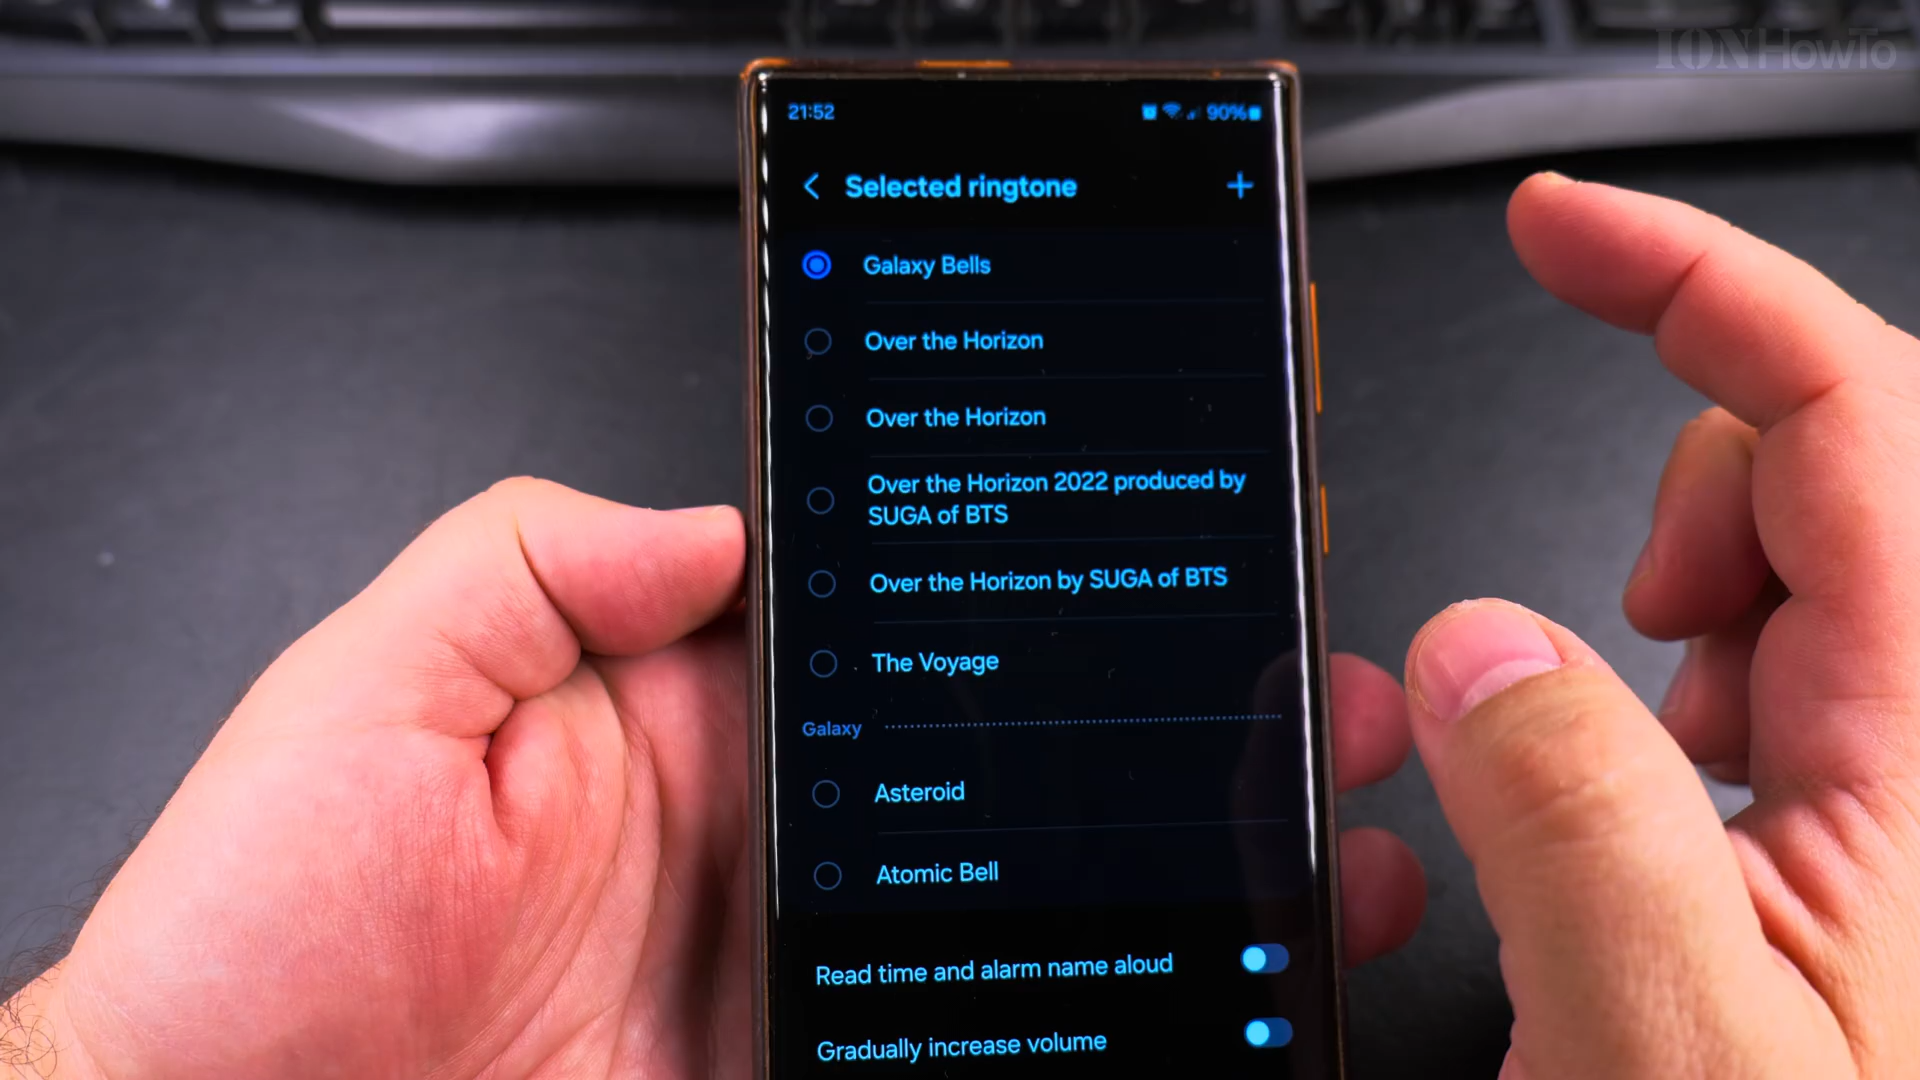 IONHowTo
21:52
90%
Selected ringtone
Galaxy Bells
Over the Horizon
Over the Horizon
Over the Horizon 2022 produced by
SUGA of BTS
Over the Horizon by SUGA of BTS
The Voyage
Galaxy
Asteroid
Atomic Bell
Read time and alarm name aloud
Gradually increase volume